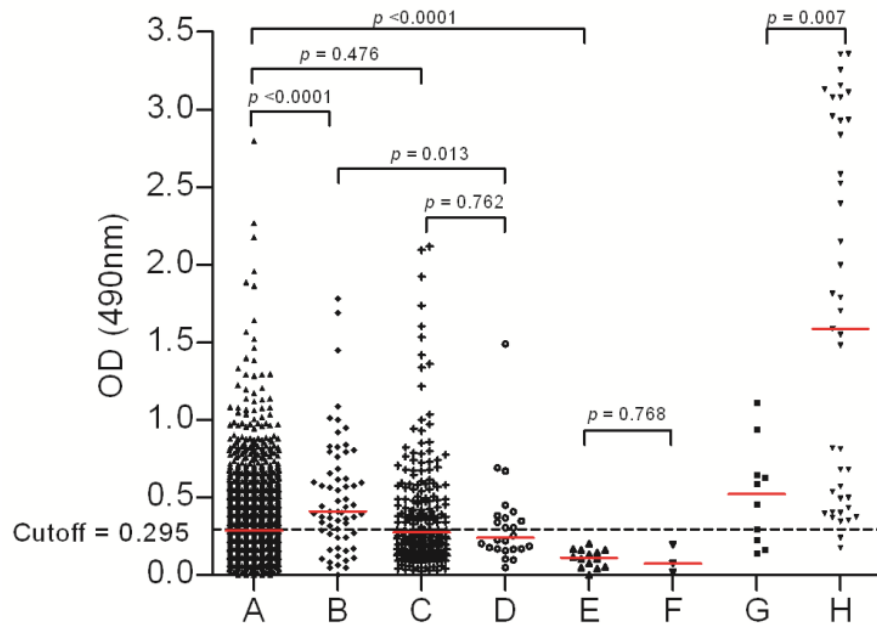 p <0.0001
p = 0.007
p = 0.476
p <0.0001
p = 0.013
p = 0.762
p = 0.768
OD (490nm)
3.5
3.0
2.5
2.0
1.5
1.0
0.5
Cutoff = 0.295
0.0
A B C D E F G H